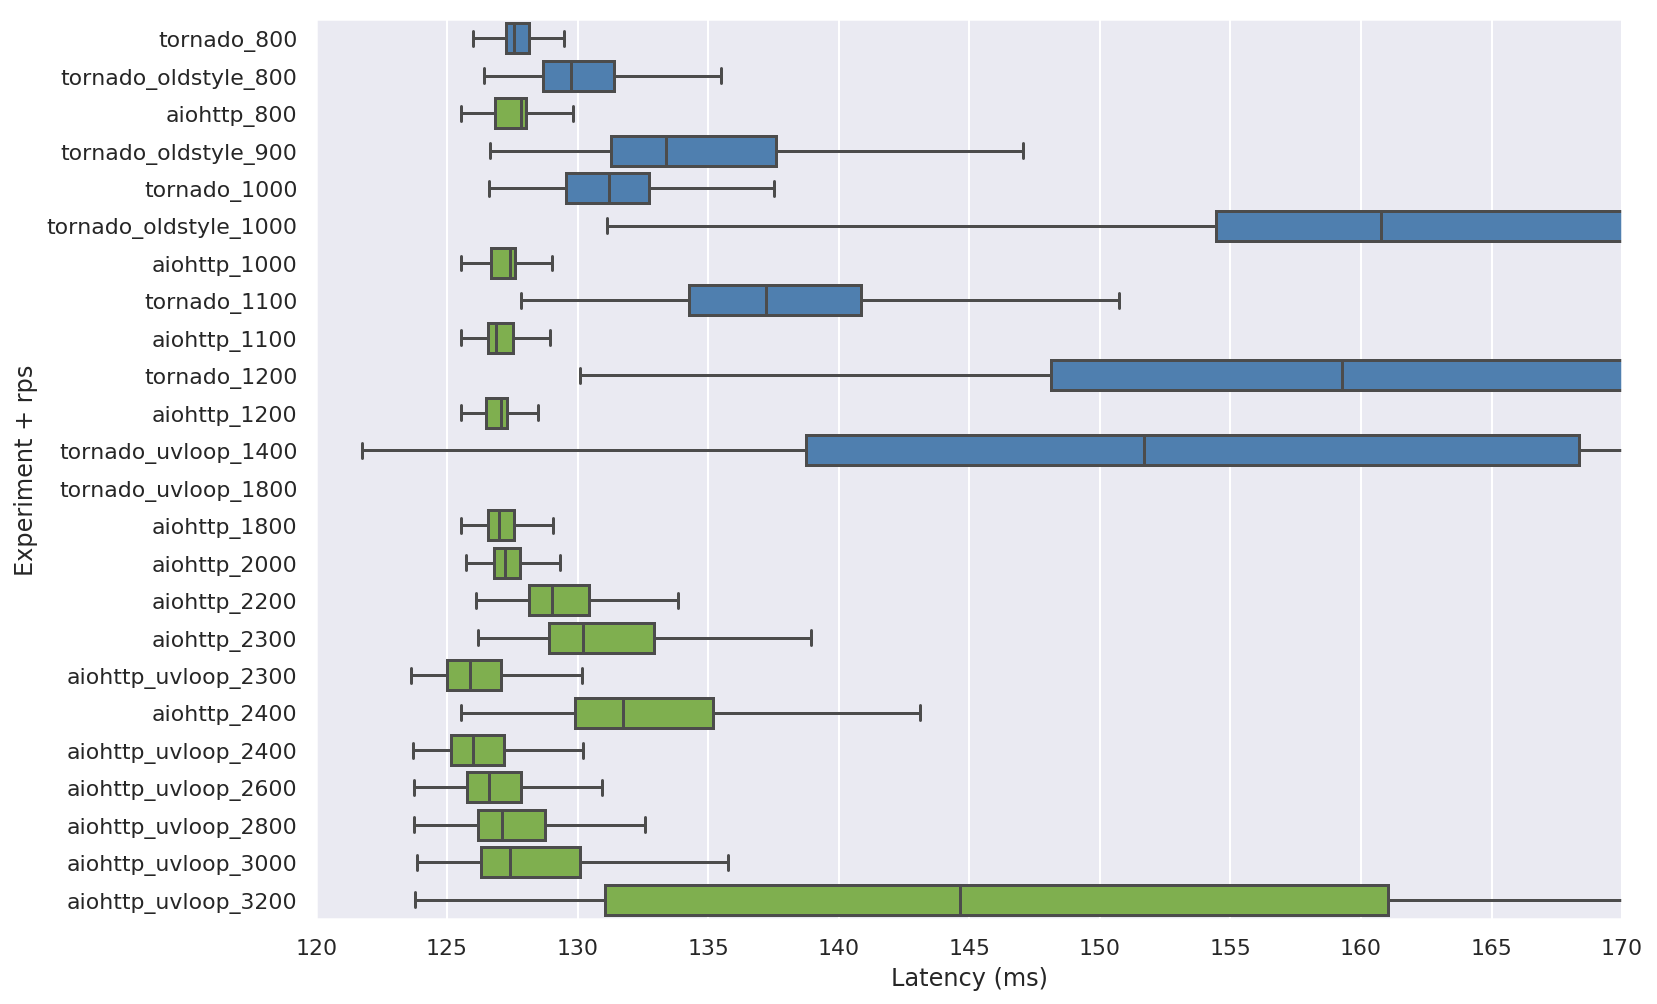 tornado_800
tornado_oldstyle_800
aiohttp_800
tornado_oldstyle_900
tornado_1000
tornado_oldstyle_1000
aiohttp_1000
tornado_1100
aiohttp_1100
tornado_1200
aiohttp_1200
tornado_uvloop_1400
tornado_uvloop_1800
aiohttp_1800
aiohttp_2000
aiohttp_2200
aiohttp_2300
aiohttp_uvloop_2300
aiohttp_2400
aiohttp_uvloop_2400
aiohttp_uvloop_2600
aiohttp_uvloop_2800
aiohttp_uvloop_3000
aiohttp_uvloop_3200
Experiment + rps
120 125 130 135 140 145 150 155 160 165 170
Latency (ms)